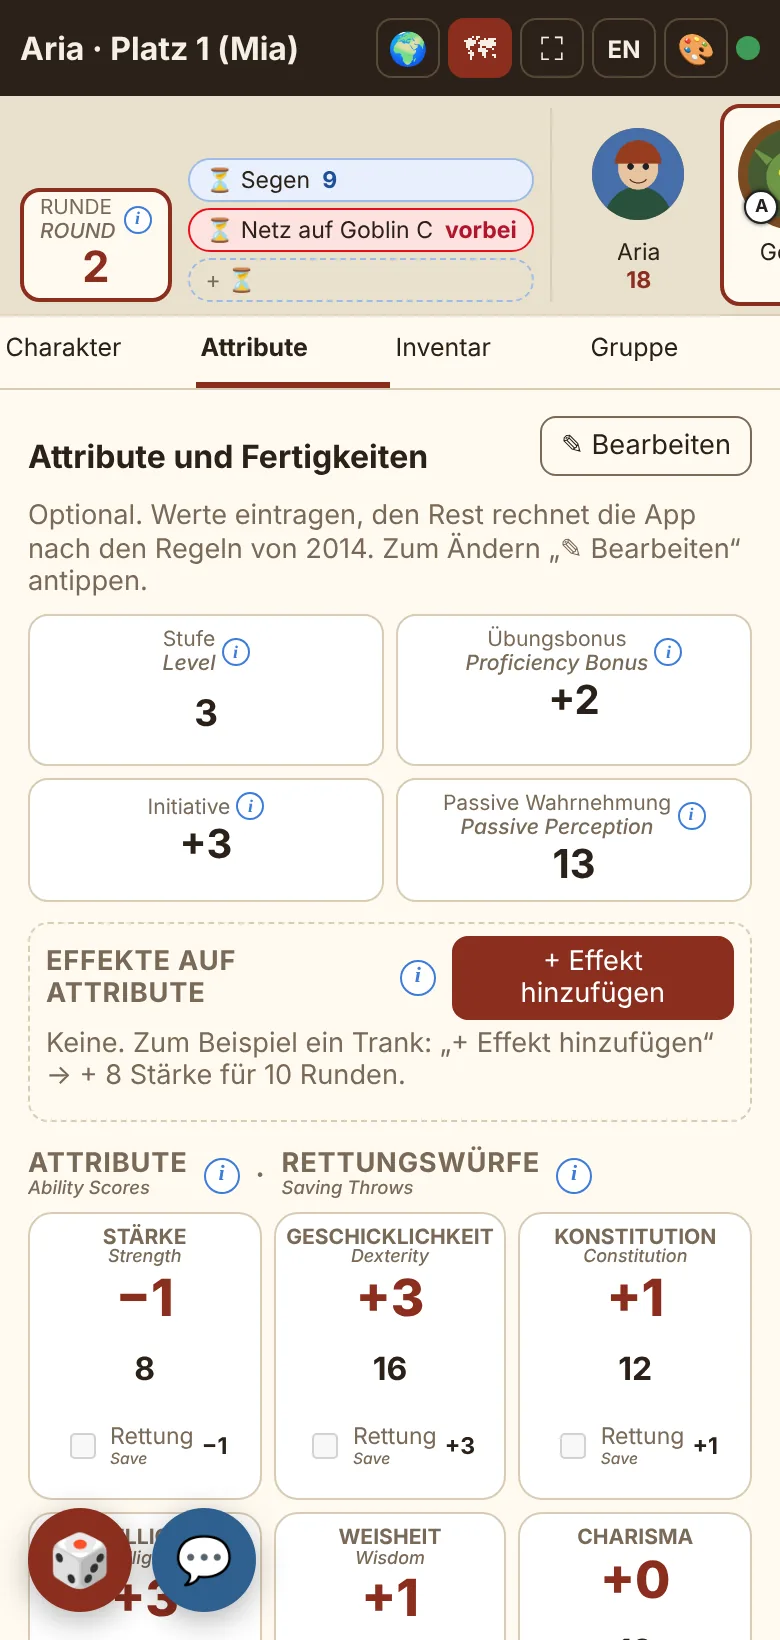 Aria · Platz 1 (Mia)
EN
RUNDE
ROUND
i
2
Segen 9
Netz auf Goblin C vorbei
+
Aria
18
A
Charakter
Attribute
Inventar
Gruppe
Attribute und Fertigkeiten
✎ Bearbeiten
Optional. Werte eintragen, den Rest rechnet die App
nach den Regeln von 2014. Zum Ändern „✎ Bearbeiten“
antippen.
Stufe
Level
i
3
Übungsbonus
Proficiency Bonus
i
+2
Initiative i
+3
Passive Wahrnehmung
Passive Perception
i
13
EFFEKTE AUF
ATTRIBUTE
i
+ Effekt
hinzufügen
Keine. Zum Beispiel ein Trank: „+ Effekt hinzufügen“
→ + 8 Stärke für 10 Runden.
ATTRIBUTE
Ability Scores
i
·
RETTUNGSWÜRFE
Saving Throws
i
STÄRKE
Strength
−1
8
Rettung −1
Save
GESCHICKLICHKEIT
Dexterity
+3
16
Rettung +3
Save
KONSTITUTION
Constitution
+1
12
Rettung +1
Save
+3
WEISHEIT
Wisdom
+1
CHARISMA
+0